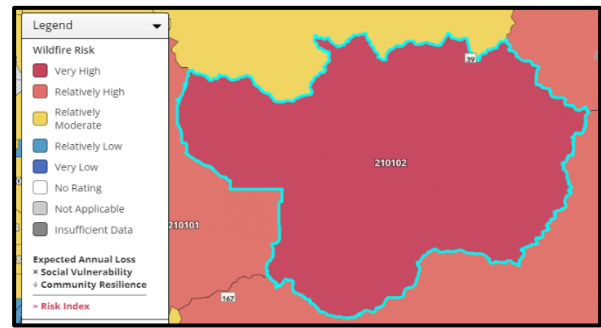 Legend
Wildfire Risk
Very High
Relatively High
Relatively
Moderate
Relatively Low
Very Low
No Rating
Not Applicable
Insufficient Data
Expected Annual Loss
× Social Vulnerability
÷ Community Resilience
= Risk Index
39
210102
210101
167